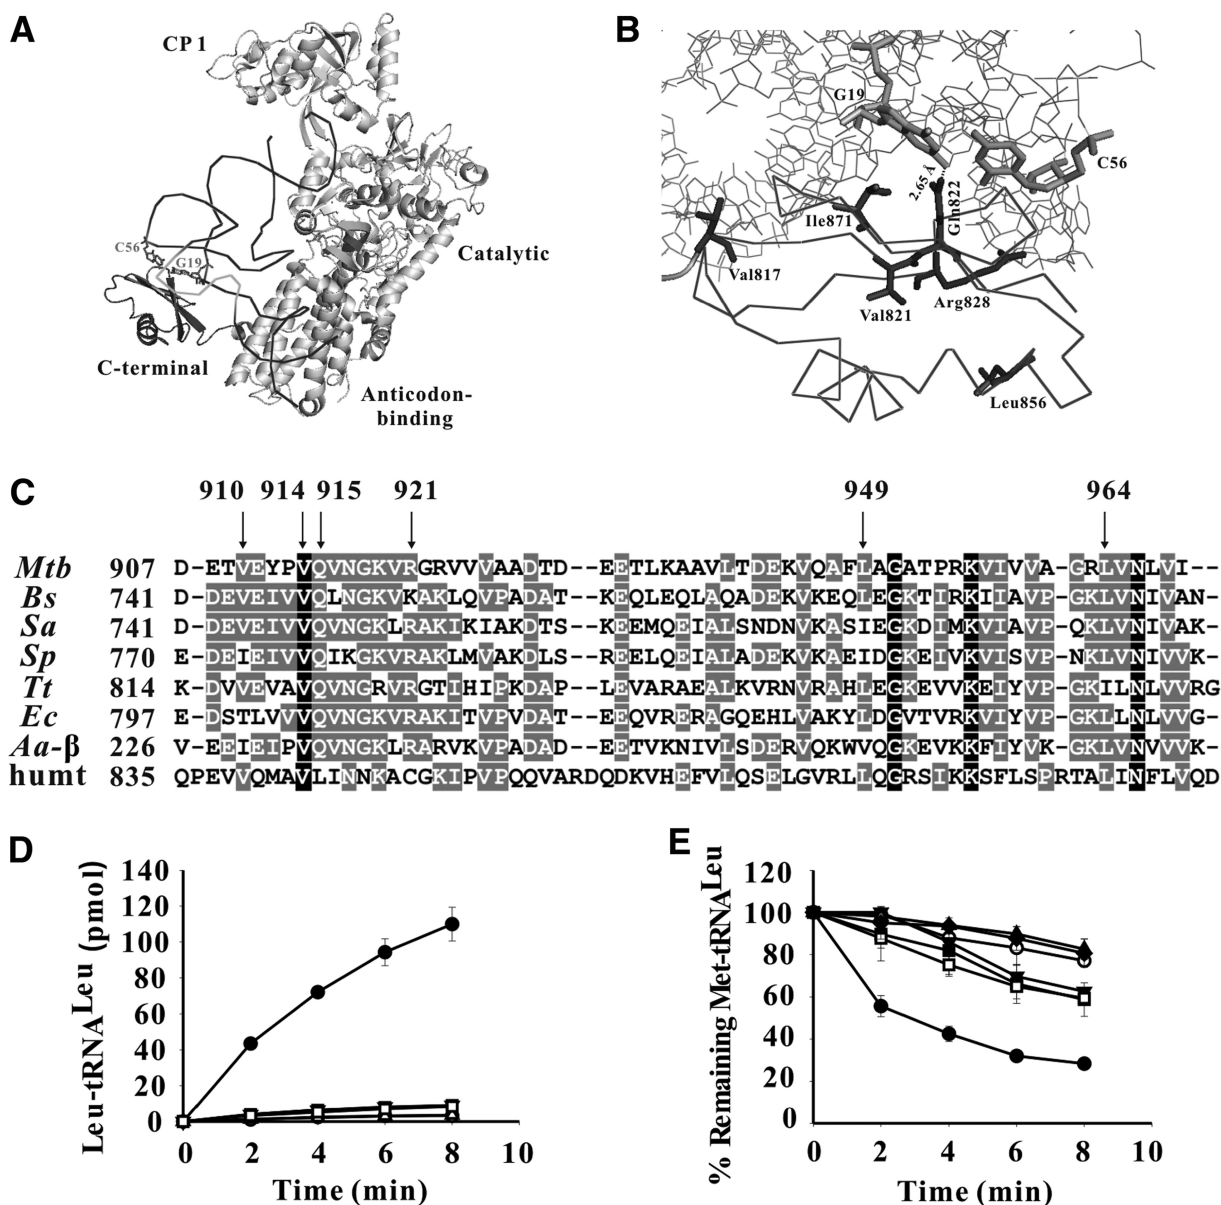 A
CP 1
C56
G19
Catalytic
C-terminal
Anticodon-
binding
B
G19
C56
2.65 Å
Gln822
Ile871
Val817
Val821
Arg828
Leu856
C
910 914 915 921 949 964
Mtb 907 D-ETVEYPVQVNGKVRGRVVVAADTD--EETLKAAVLTDEKVQAFLAGATPRKVIVVA-GRLVNLVI--
Bs 741 D-DEVEIVVQLNGKVKAKLQVPADAT--KEQLEQLAQADEKVKEQLEGKTIRKIIAVP-GKLVNIVAN-
Sa 741 D-DEVEIVVQVNGKLRAKIKIAKDTS--KEEMQEIALSNDNVKASIEGKDIMKVIAVP-QKLVNIVAK-
Sp 770 E-DEIEIVVQIKGKVRAKLMVAKDLS--REELQEIALADEKVKAEIDGKEIVKVISVP-NKLVNIVVK-
Tt 814 K-DVVEVAVQVNGRVRGTIHIPKDAP--LEVARAEALKVRNVRAHLEGKEVVKEIYVP-GKILNLVVRG
Ec 797 E-DSTLVVVQVNGKVRAKITVPVDAT--EEQVRERAGQEHLVAKYLDGVTVRKVIYVP-GKLLNLVVG-
Aa-β 226 V-EEIEIPVQVNGKLRARVKVPADAD--EETVKNIVLSDERVQKWVQGKEVKKFIYVK-GKLVNVVVK-
humt 835 QPEVVQMAVLINNKACGKIPVPQQVARDQDKVHEFVLQSELGVRLLQGRSIKKSFLSPRTALINFLVQD
D
Leu-tRNALeu (pmol)
140
120
100
80
60
40
20
0
0 2 4 6 8 10
Time (min)
E
% Remaining Met-tRNALeu
120
100
80
60
40
20
0
0 2 4 6 8 10
Time (min)